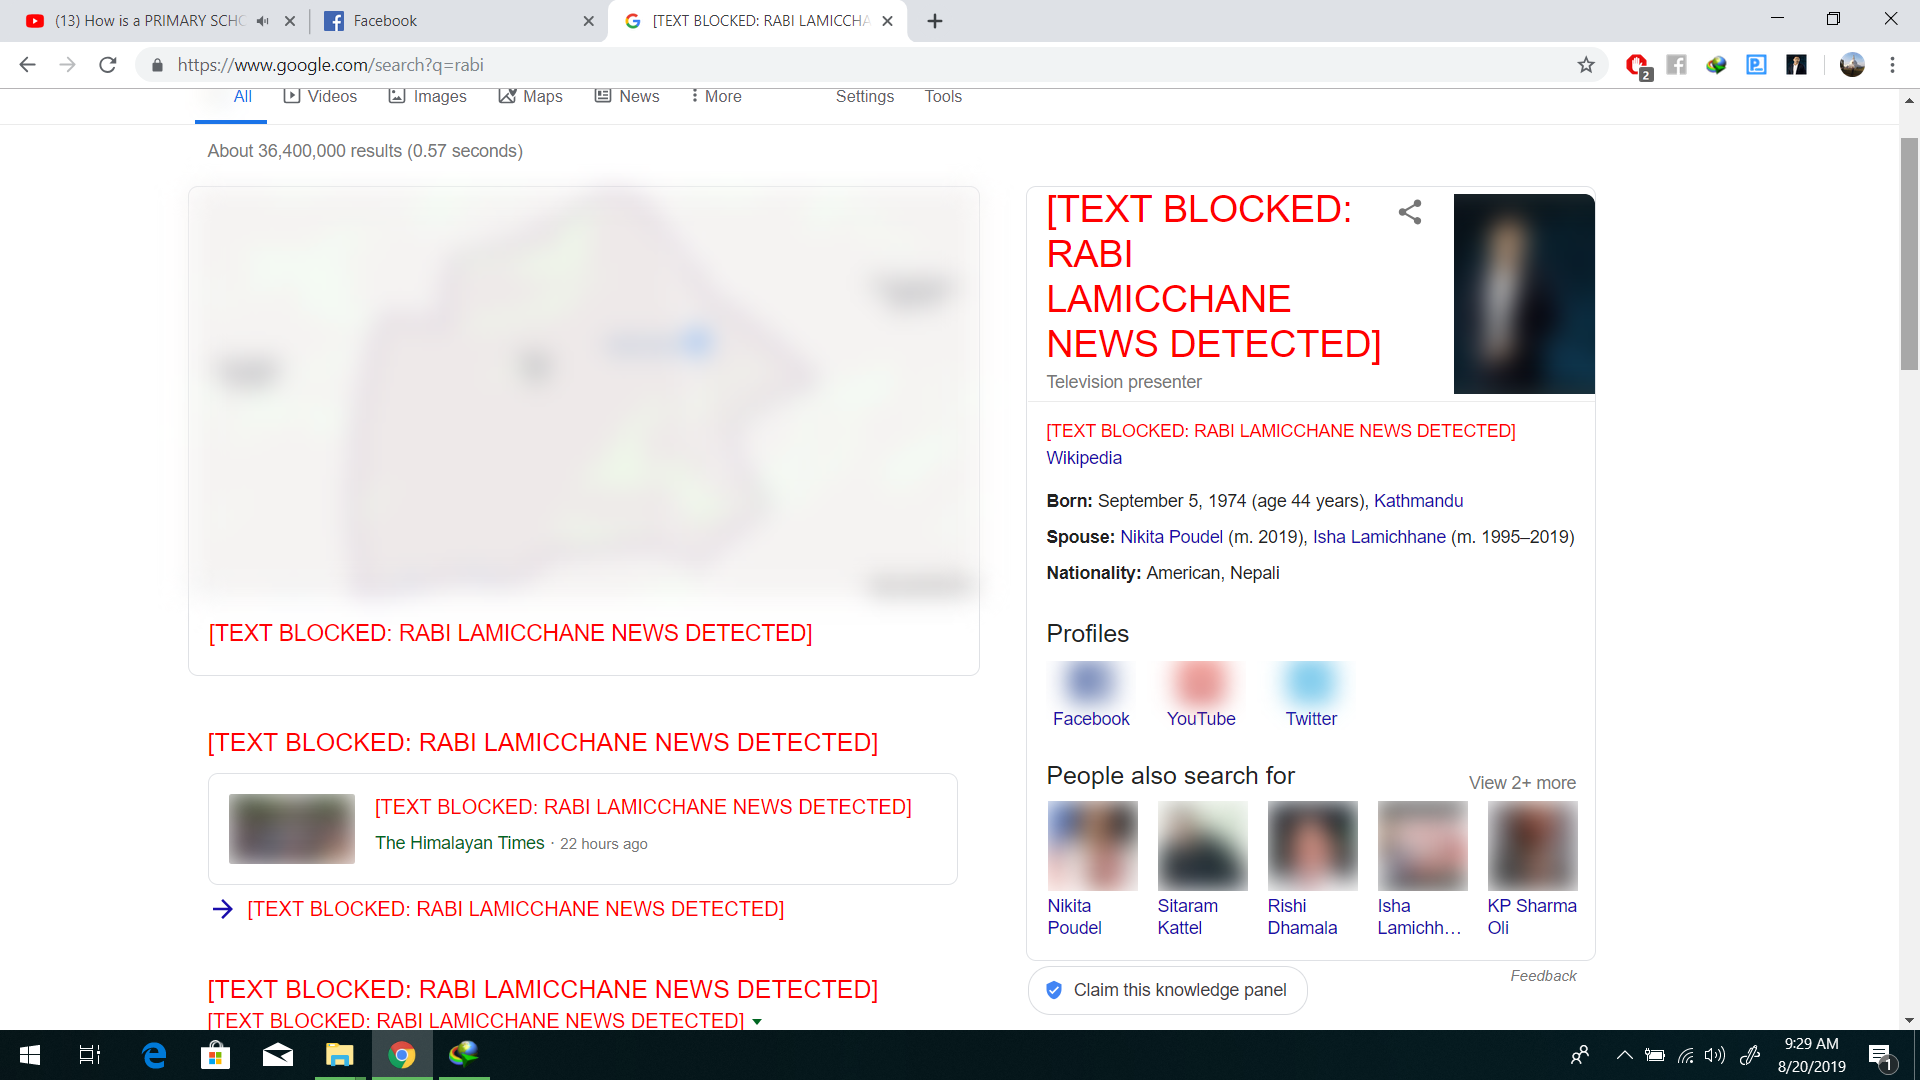 (13) How is a PRIMARY SCHO
Facebook
[TEXT BLOCKED: RABI LAMICCHA
https://www.google.com/search?q=rabi
2
All
Videos
Images
Maps
News
More
Settings
Tools
About 36,400,000 results (0.57 seconds)
[TEXT BLOCKED: RABI LAMICCHANE NEWS DETECTED]
[TEXT BLOCKED: RABI LAMICCHANE NEWS DETECTED]
[TEXT BLOCKED: RABI LAMICCHANE NEWS DETECTED]
The Himalayan Times · 22 hours ago
[TEXT BLOCKED: RABI LAMICCHANE NEWS DETECTED]
[TEXT BLOCKED: RABI LAMICCHANE NEWS DETECTED]
[TEXT BLOCKED: RABI LAMICCHANE NEWS DETECTED]
[TEXT BLOCKED:
RABI
LAMICCHANE
NEWS DETECTED]
Television presenter
[TEXT BLOCKED: RABI LAMICCHANE NEWS DETECTED]
Wikipedia
Born: September 5, 1974 (age 44 years), Kathmandu
Spouse: Nikita Poudel (m. 2019), Isha Lamichhane (m. 1995–2019)
Nationality: American, Nepali
Profiles
Facebook
YouTube
Twitter
People also search for
View 2+ more
Nikita
Poudel
Sitaram
Kattel
Rishi
Dhamala
Isha
Lamichh...
KP Sharma
Oli
Feedback
Claim this knowledge panel
9:29 AM
8/20/2019
1